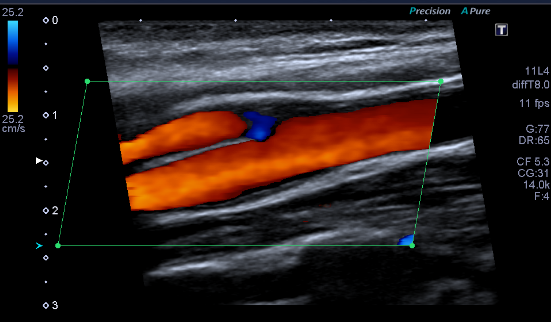 Precision A Pure
25.2
0
T
11L4
diffT8.0
11 fps
1
25.2
cm/s
G:77
DR:65
CF 5.3
CG:31
14.0k
F:4
2
3